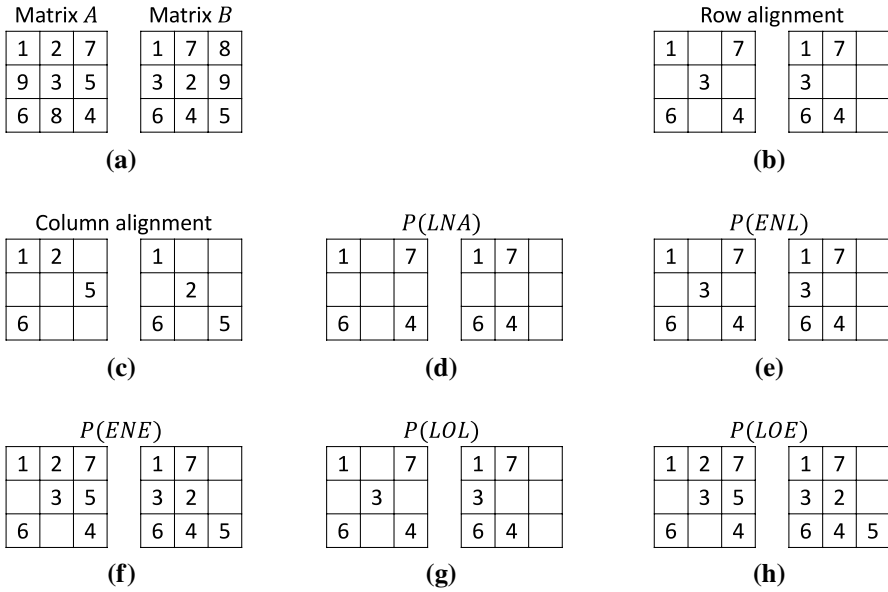 Matrix A Matrix B Row alignment
1 2 7 1 7 8 1 7 1 7
9 3 5 3 2 9 3 3
6 8 4 6 4 5 6 4 6 4
(a) (b)
Column alignment P(LNA) P(ENL)
1 2 1 1 7 1 7 1 7 1 7
5 2 3 3
6 6 5 6 4 6 4 6 4 6 4
(c) (d) (e)
P(ENE) P(LOL) P(LOE)
1 2 7 1 7 1 7 1 7 1 2 7 1 7
3 5 3 2 3 3 3 5 3 2
6 4 6 4 5 6 4 6 4 6 4 6 4 5
(f) (g) (h)